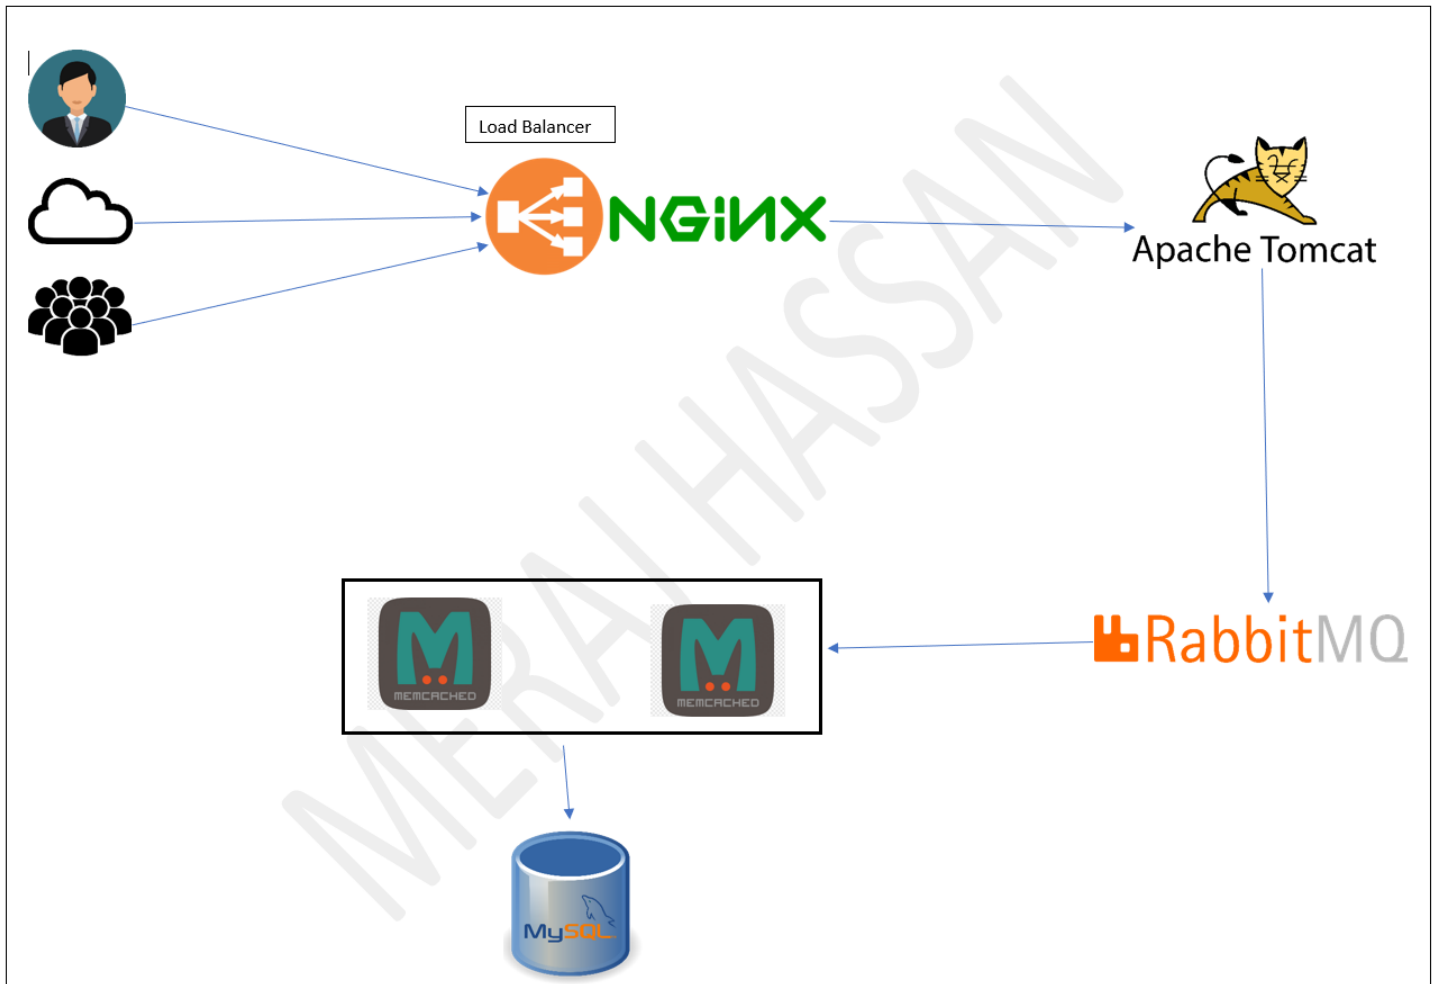 Load Balancer
NGiNX
Apache Tomcat
MERAJ HASSAN
RabbitMQ
MEMCACHED
MEMCACHED
MySQL